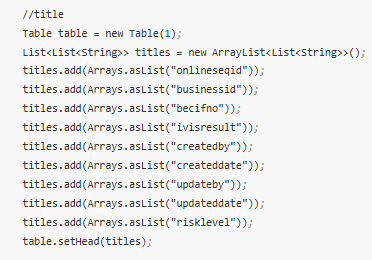 //title
Table table = new Table(1);
List<List<String>> titles = new ArrayList<List<String>>();
titles.add(Arrays.asList("onlineseqid"));
titles.add(Arrays.asList("businessid"));
titles.add(Arrays.asList("becifno"));
titles.add(Arrays.asList("ivisresult"));
titles.add(Arrays.asList("createdby"));
titles.add(Arrays.asList("createddate"));
titles.add(Arrays.asList("updateby"));
titles.add(Arrays.asList("updateddate"));
titles.add(Arrays.asList("risklevel"));
table.setHead(titles);